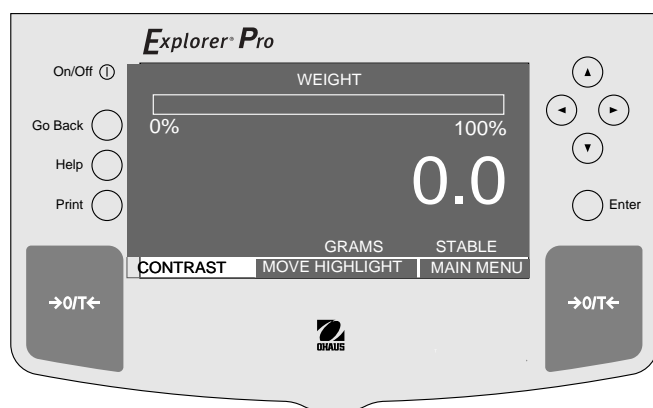 Explorer® Pro
On/Off
WEIGHT
Go Back
0% 100%
Help
0.0
Print
Enter
GRAMS STABLE
CONTRAST MOVE HIGHLIGHT MAIN MENU
→0/T← →0/T←
OHAUS